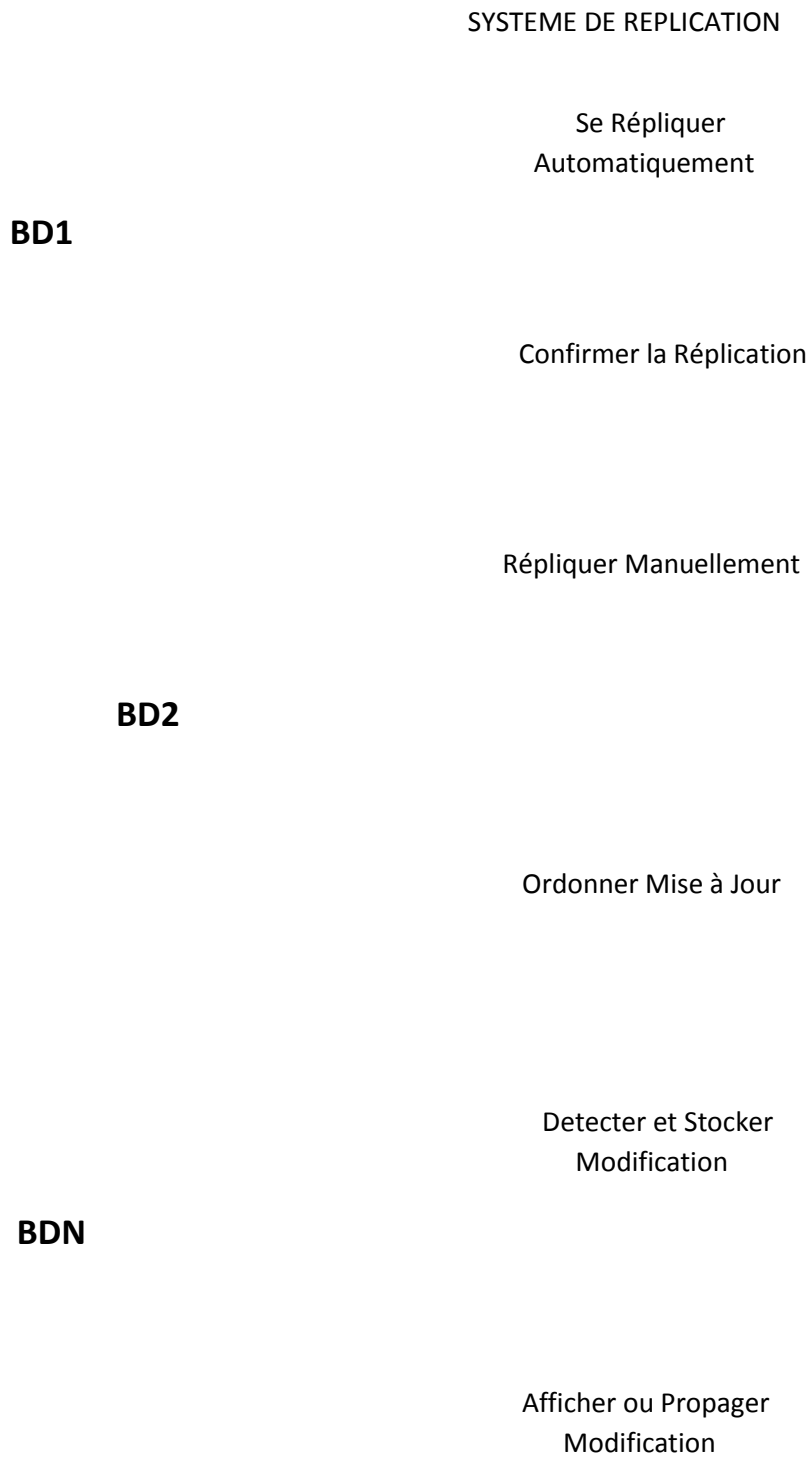 SYSTEME DE REPLICATION
Se Répliquer
Automatiquement
BD1
Confirmer la Réplication
Répliquer Manuellement
BD2
Ordonner Mise à Jour
Detecter et Stocker
Modification
BDN
Afficher ou Propager
Modification